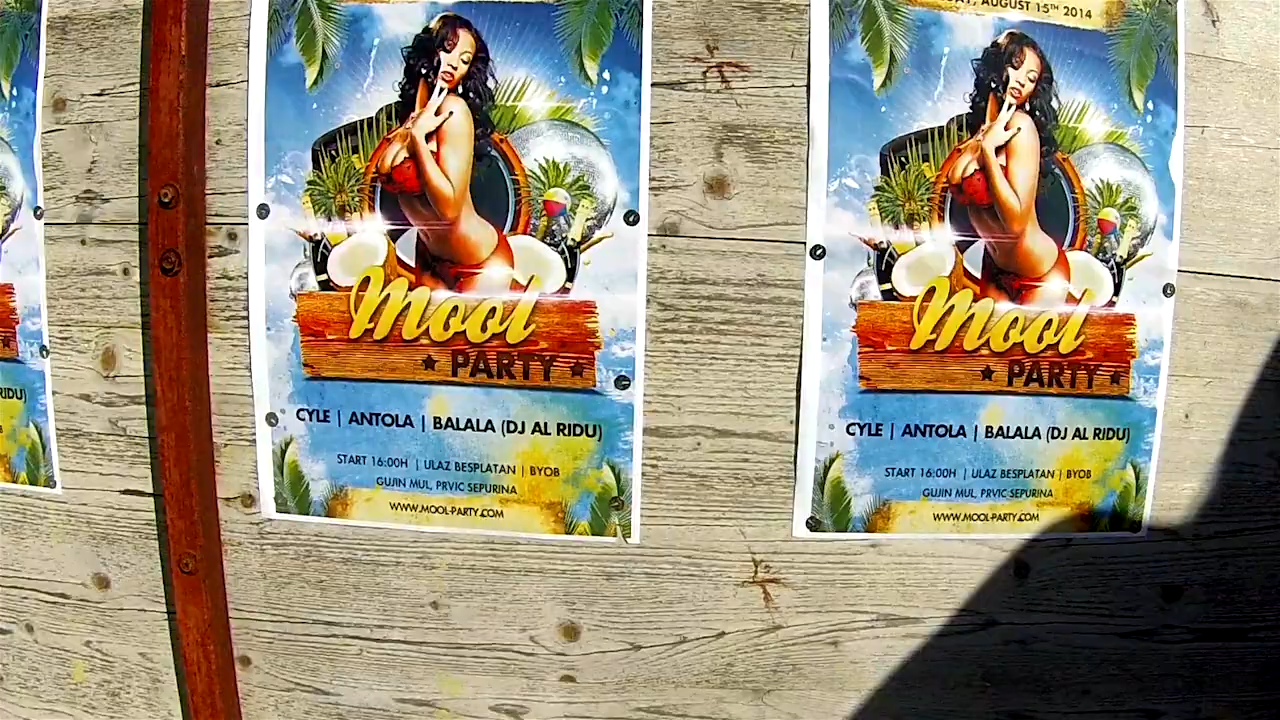 Mool
★ PARTY ★
CYLE | ANTOLA | BALALA (DJ AL RIDU)
START 16:00H | ULAZ BESPLATAN | BYOB
GUJIN MUL, PRVIC SEPURINA
WWW.MOOL-PARTY.COM
AUGUST 15TH 2014
Mool
★ PARTY ★
CYLE | ANTOLA | BALALA (DJ AL RIDU)
START 16:00H | ULAZ BESPLATAN | BYOB
GUJIN MUL, PRVIC SEPURINA
WWW.MOOL-PARTY.COM